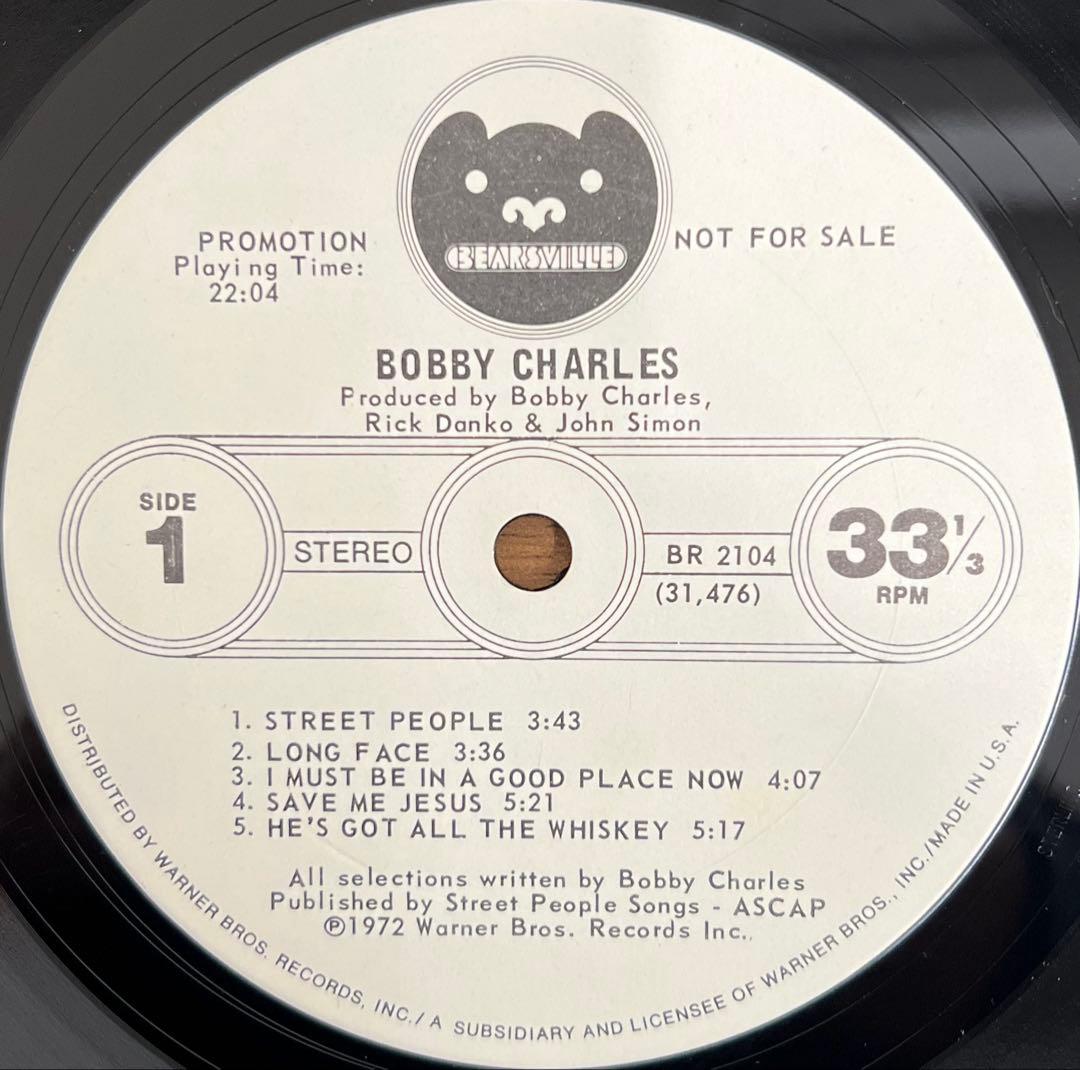 BEARSVILLE
PROMOTION
Playing Time:
22:04
NOT FOR SALE
BOBBY CHARLES
Produced by Bobby Charles,
Rick Danko & John Simon
SIDE
1
STEREO
BR 2104
(31,476)
33 1/3
RPM
1. STREET PEOPLE 3:43
2. LONG FACE 3:36
3. I MUST BE IN A GOOD PLACE NOW 4:07
4. SAVE ME JESUS 5:21
5. HE'S GOT ALL THE WHISKEY 5:17
All selections written by Bobby Charles
Published by Street People Songs - ASCAP
℗1972 Warner Bros. Records Inc.
DISTRIBUTED BY WARNER BROS. RECORDS, INC./ A SUBSIDIARY AND LICENSEE OF WARNER BROS., INC./MADE IN U.S.A.